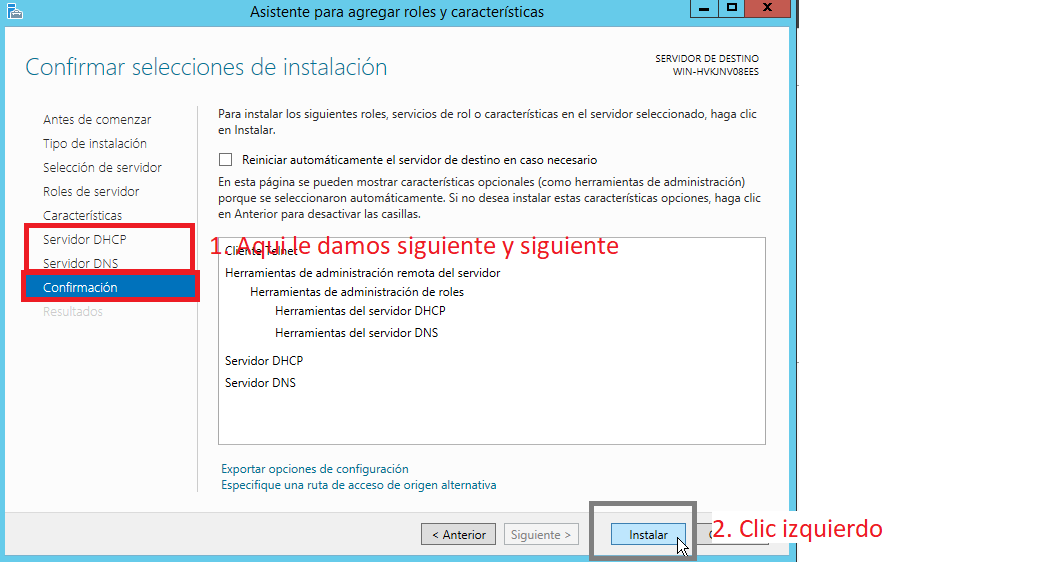 Asistente para agregar roles y características
Confirmar selecciones de instalación
SERVIDOR DE DESTINO
WIN-HVKJNV08EES
Antes de comenzar
Tipo de instalación
Selección de servidor
Roles de servidor
Características
Servidor DHCP
Servidor DNS
Confirmación
Resultados
Para instalar los siguientes roles, servicios de rol o características en el servidor seleccionado, haga clic
en Instalar.
Reiniciar automáticamente el servidor de destino en caso necesario
En esta página se pueden mostrar características opcionales (como herramientas de administración)
porque se seleccionaron automáticamente. Si no desea instalar estas características opciones, haga clic
en Anterior para desactivar las casillas.
1. Aqui le damos siguiente y siguiente
Cliente Telnet
Herramientas de administración remota del servidor
Herramientas de administración de roles
Herramientas del servidor DHCP
Herramientas del servidor DNS
Servidor DHCP
Servidor DNS
Exportar opciones de configuración
Especifique una ruta de acceso de origen alternativa
< Anterior
Siguiente >
Instalar
2. Clic izquierdo